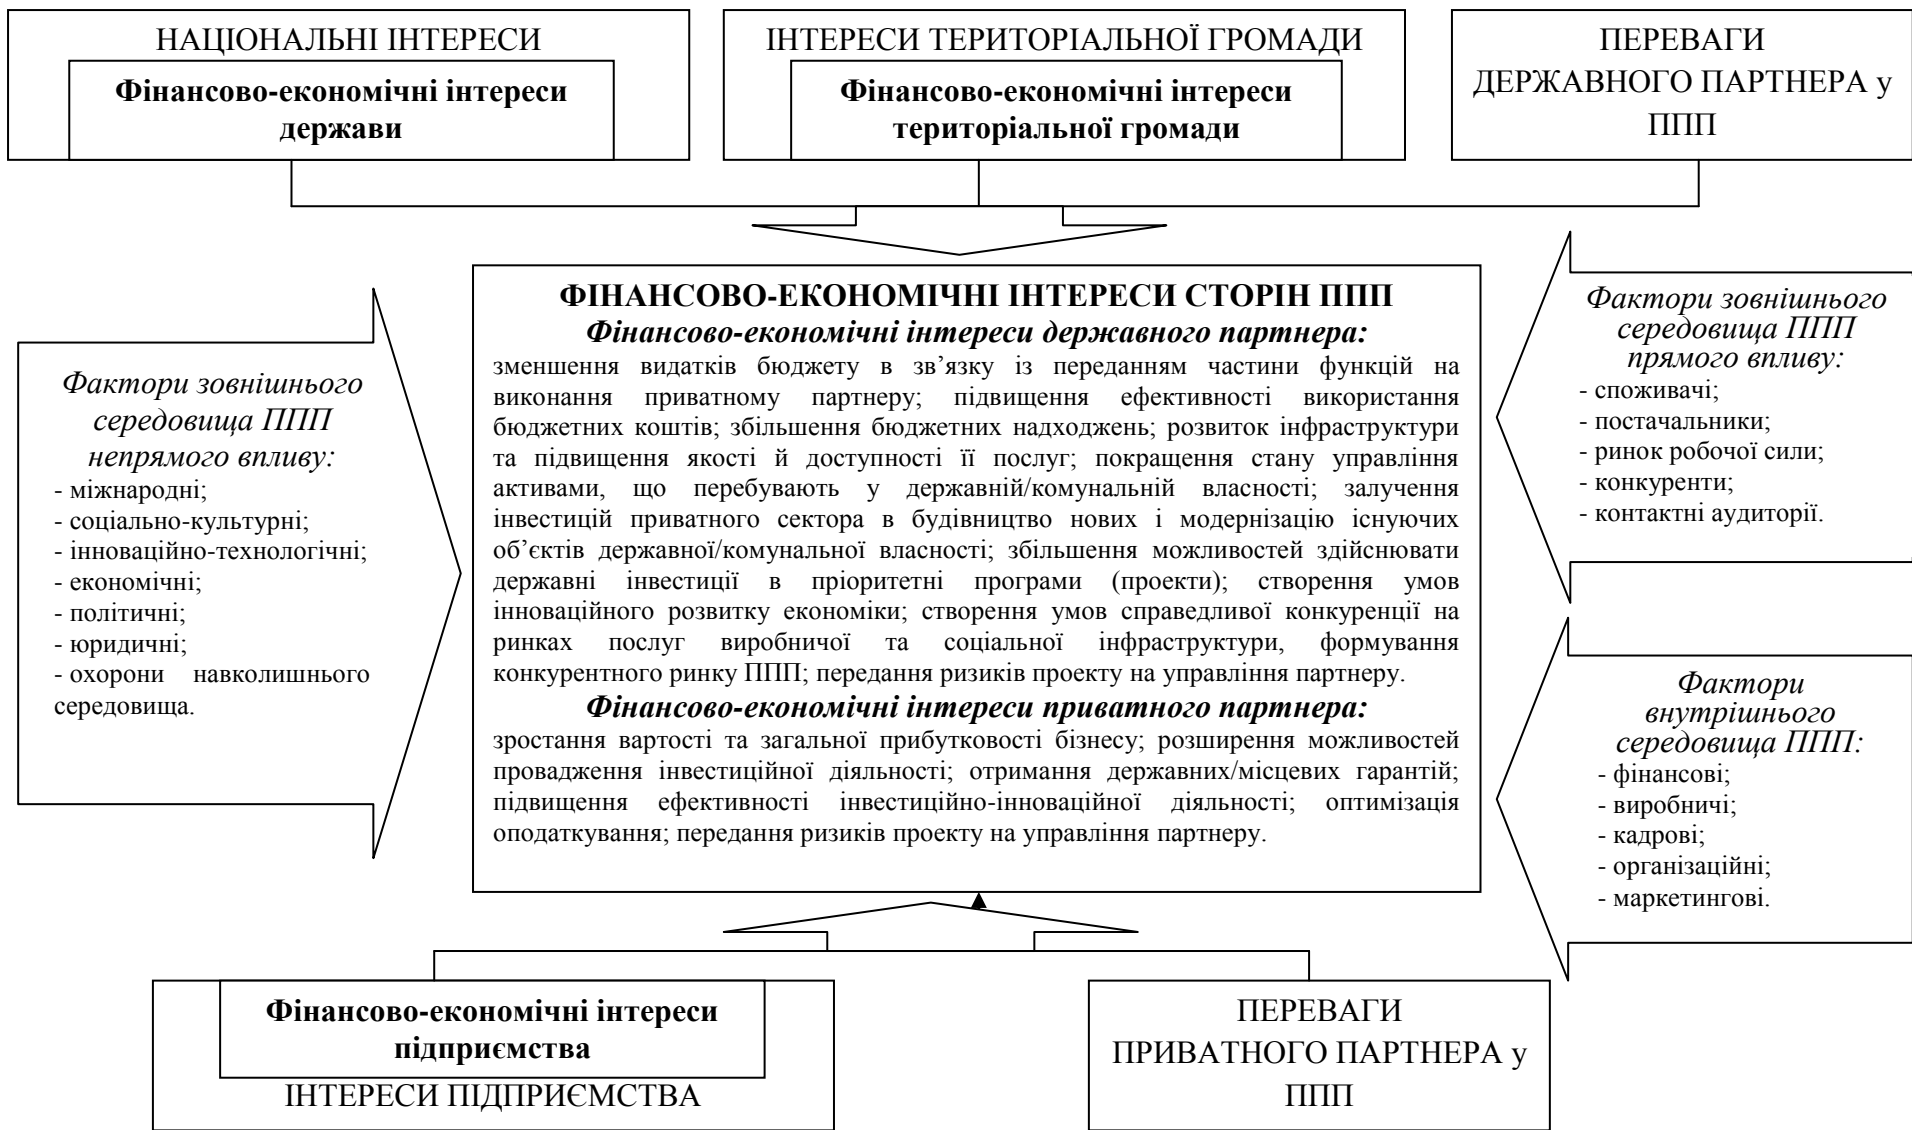 НАЦІОНАЛЬНІ ІНТЕРЕСИ
Фінансово-економічні інтереси
держави
ІНТЕРЕСИ ТЕРИТОРІАЛЬНОЇ ГРОМАДИ
Фінансово-економічні інтереси
територіальної громади
ПЕРЕВАГИ
ДЕРЖАВНОГО ПАРТНЕРА у
ППП
Фактори зовнішнього
середовища ППП
непрямого впливу:
- міжнародні;
- соціально-культурні;
- інноваційно-технологічні;
- економічні;
- політичні;
- юридичні;
- охорони навколишнього
середовища.
ФІНАНСОВО-ЕКОНОМІЧНІ ІНТЕРЕСИ СТОРІН ППП
Фінансово-економічні інтереси державного партнера:
зменшення видатків бюджету в зв’язку із переданням частини функцій на
виконання приватному партнеру; підвищення ефективності використання
бюджетних коштів; збільшення бюджетних надходжень; розвиток інфраструктури
та підвищення якості й доступності її послуг; покращення стану управління
активами, що перебувають у державній/комунальній власності; залучення
інвестицій приватного сектора в будівництво нових і модернізацію існуючих
об’єктів державної/комунальної власності; збільшення можливостей здійснювати
державні інвестиції в пріоритетні програми (проекти); створення умов
інноваційного розвитку економіки; створення умов справедливої конкуренції на
ринках послуг виробничої та соціальної інфраструктури, формування
конкурентного ринку ППП; передання ризиків проекту на управління партнеру.
Фінансово-економічні інтереси приватного партнера:
зростання вартості та загальної прибутковості бізнесу; розширення можливостей
провадження інвестиційної діяльності; отримання державних/місцевих гарантій;
підвищення ефективності інвестиційно-інноваційної діяльності; оптимізація
оподаткування; передання ризиків проекту на управління партнеру.
Фактори зовнішнього
середовища ППП
прямого впливу:
- споживачі;
- постачальники;
- ринок робочої сили;
- конкуренти;
- контактні аудиторії.
Фактори
внутрішнього
середовища ППП:
- фінансові;
- виробничі;
- кадрові;
- організаційні;
- маркетингові.
Фінансово-економічні інтереси
підприємства
ІНТЕРЕСИ ПІДПРИЄМСТВА
ПЕРЕВАГИ
ПРИВАТНОГО ПАРТНЕРА у
ППП